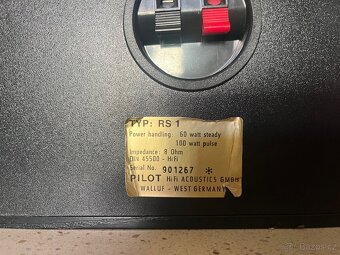 TYP: RS 1
Power handling: 60 watt steady
100 watt pulse
Impedance: 8 Ohm
DIN 45500 - HiFi
Serial No. 901267 *
PILOT HiFi ACOUSTICS GMBH
WALLUF - WEST GERMANY